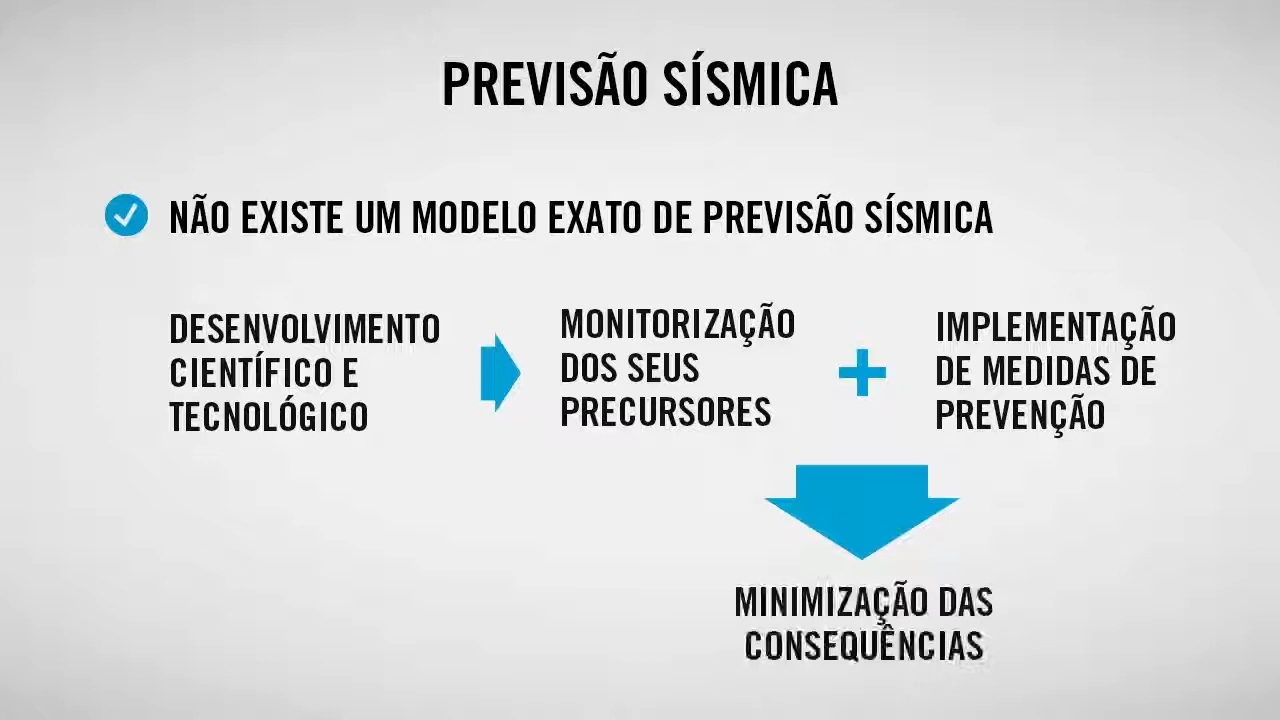 PREVISÃO SÍSMICA
NÃO EXISTE UM MODELO EXATO DE PREVISÃO SÍSMICA
DESENVOLVIMENTO
CIENTÍFICO E
TECNOLÓGICO
MONITORIZAÇÃO
DOS SEUS
PRECURSORES
+
IMPLEMENTAÇÃO
DE MEDIDAS DE
PREVENÇÃO
MINIMIZAÇÃO DAS
CONSEQUÊNCIAS